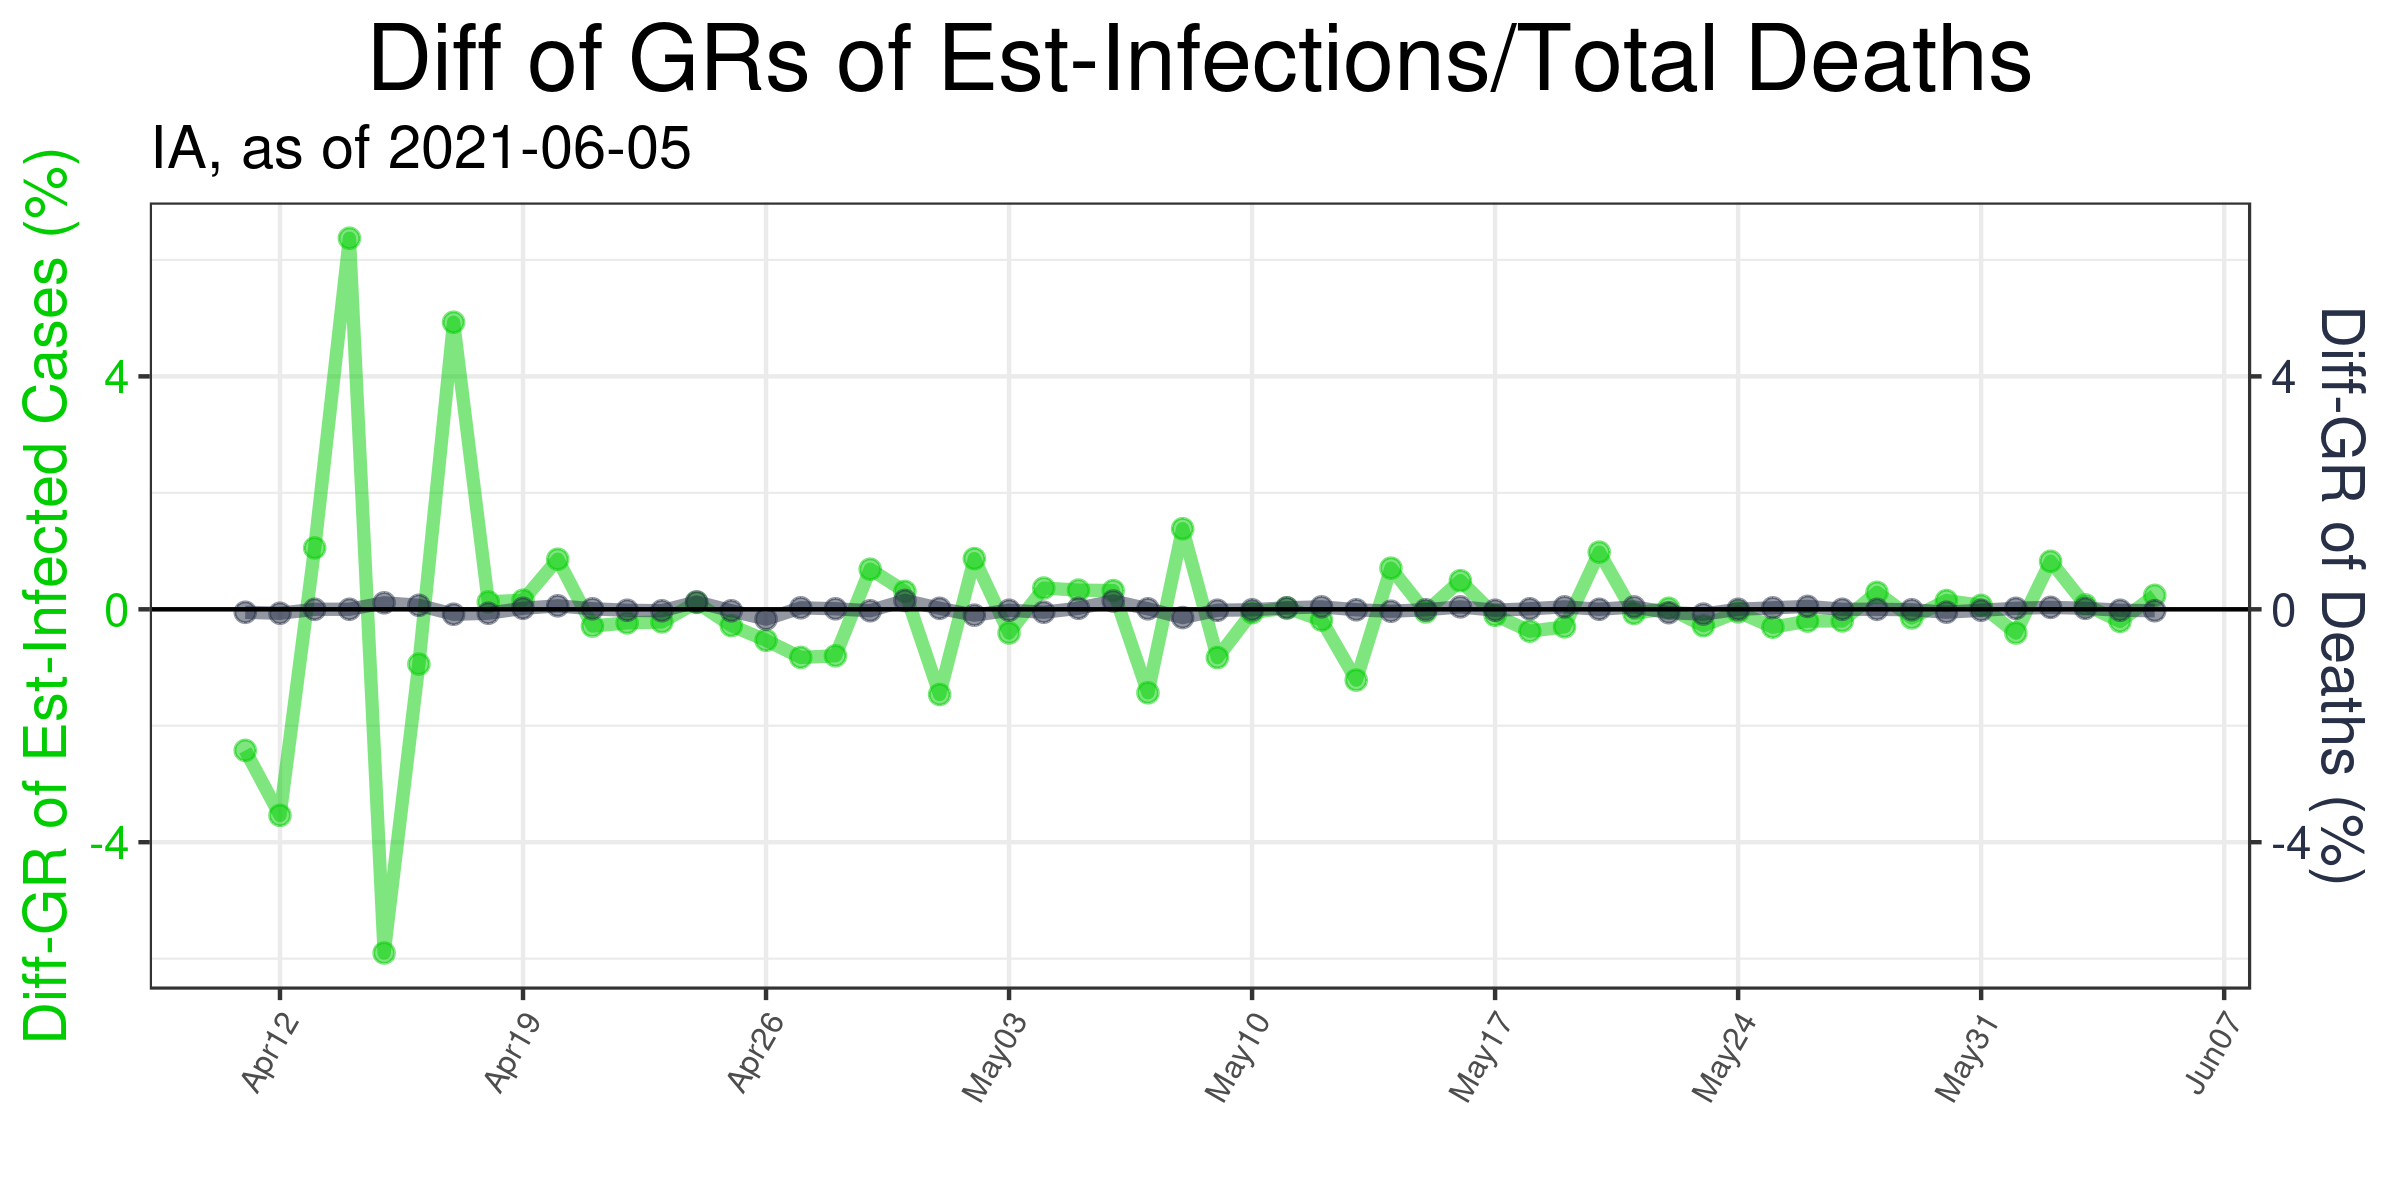 Diff of GRs of Est-Infections/Total Deaths
IA, as of 2021-06-05
Diff-GR of Est-Infected Cases (%)
4
0
-4
4
0
-4
Diff-GR of Deaths (%)
Apr12
Apr19
Apr26
May03
May10
May17
May24
May31
Jun07